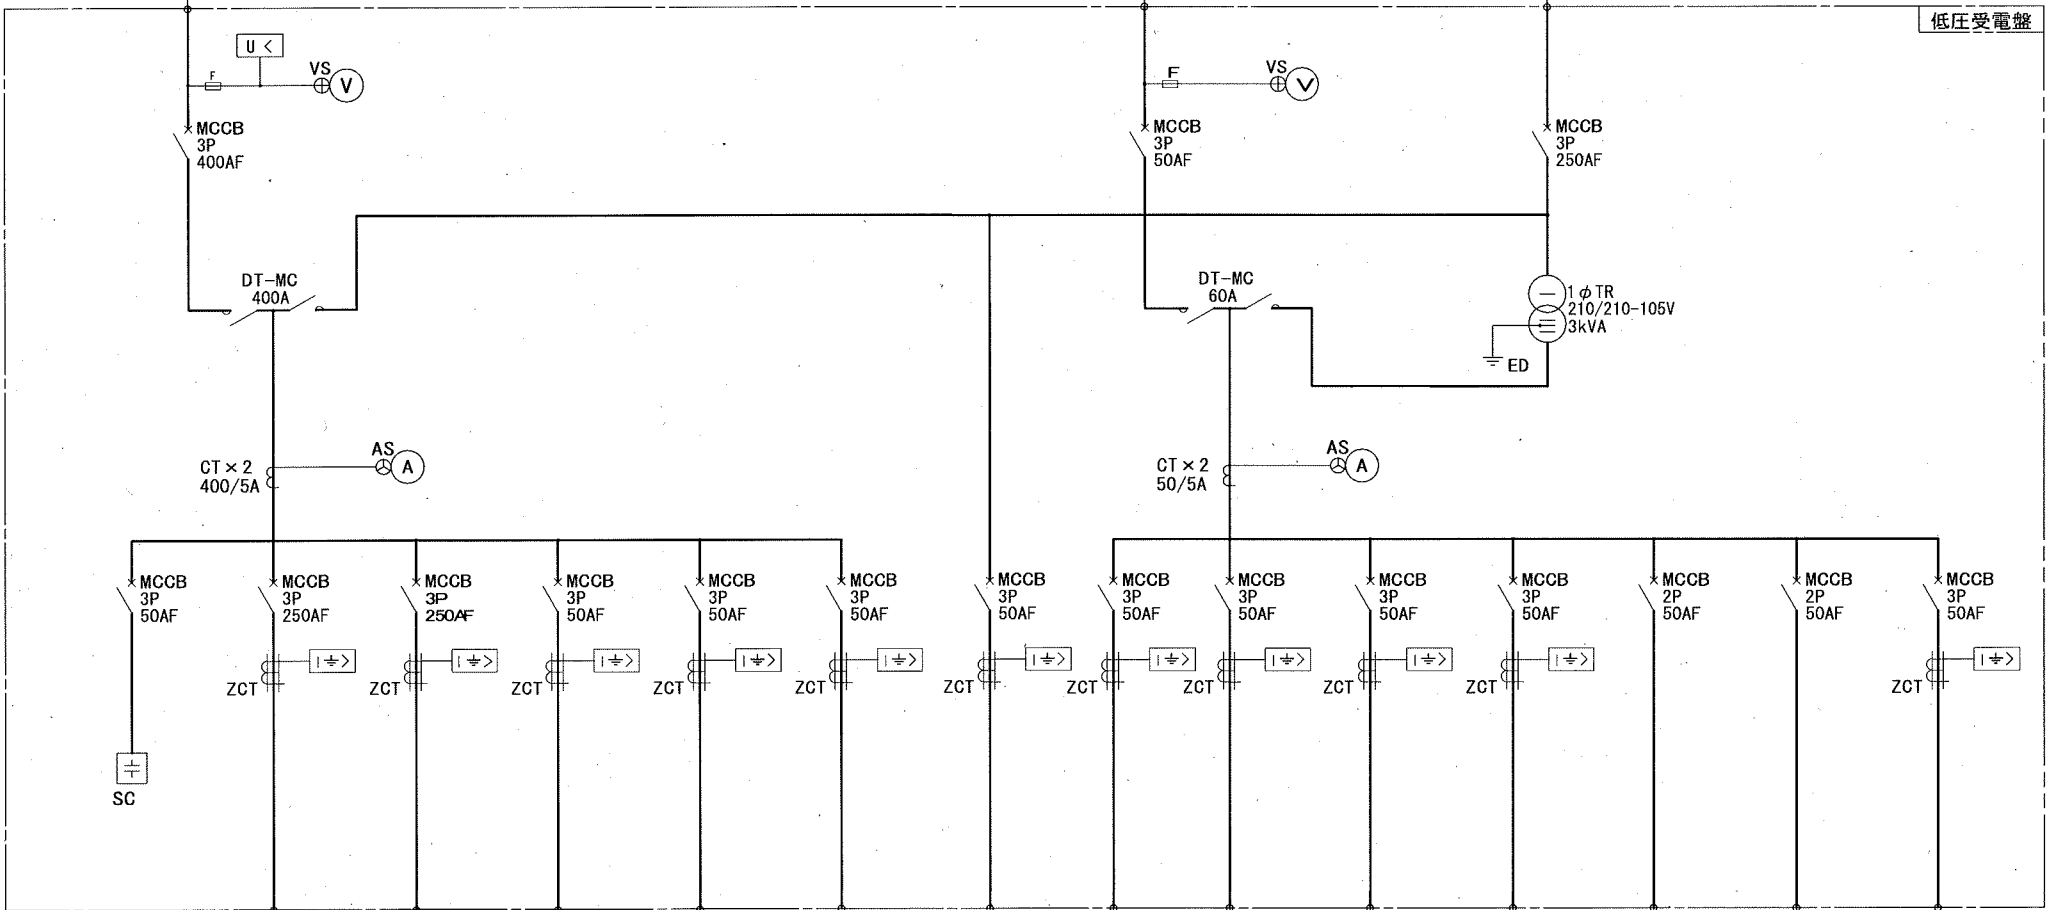 低圧受電盤
U <
F
VS
V
MCCB
3P
400AF
F
VS
V
MCCB
3P
50AF
MCCB
3P
250AF
DT-MC
400A
DT-MC
60A
1φTR
210/210-105V
3kVA
ED
CT×2
400/5A
AS
A
CT×2
50/5A
AS
A
MCCB
3P
50AF
MCCB
3P
250AF
MCCB
3P
250AF
MCCB
3P
50AF
MCCB
3P
50AF
MCCB
3P
50AF
MCCB
3P
50AF
MCCB
3P
50AF
MCCB
3P
50AF
MCCB
3P
50AF
MCCB
3P
50AF
MCCB
2P
50AF
MCCB
2P
50AF
MCCB
3P
50AF
I >
I >
I >
I >
I >
I >
I >
I >
I >
I >
I >
ZCT
ZCT
ZCT
ZCT
ZCT
ZCT
ZCT
ZCT
ZCT
ZCT
ZCT
SC